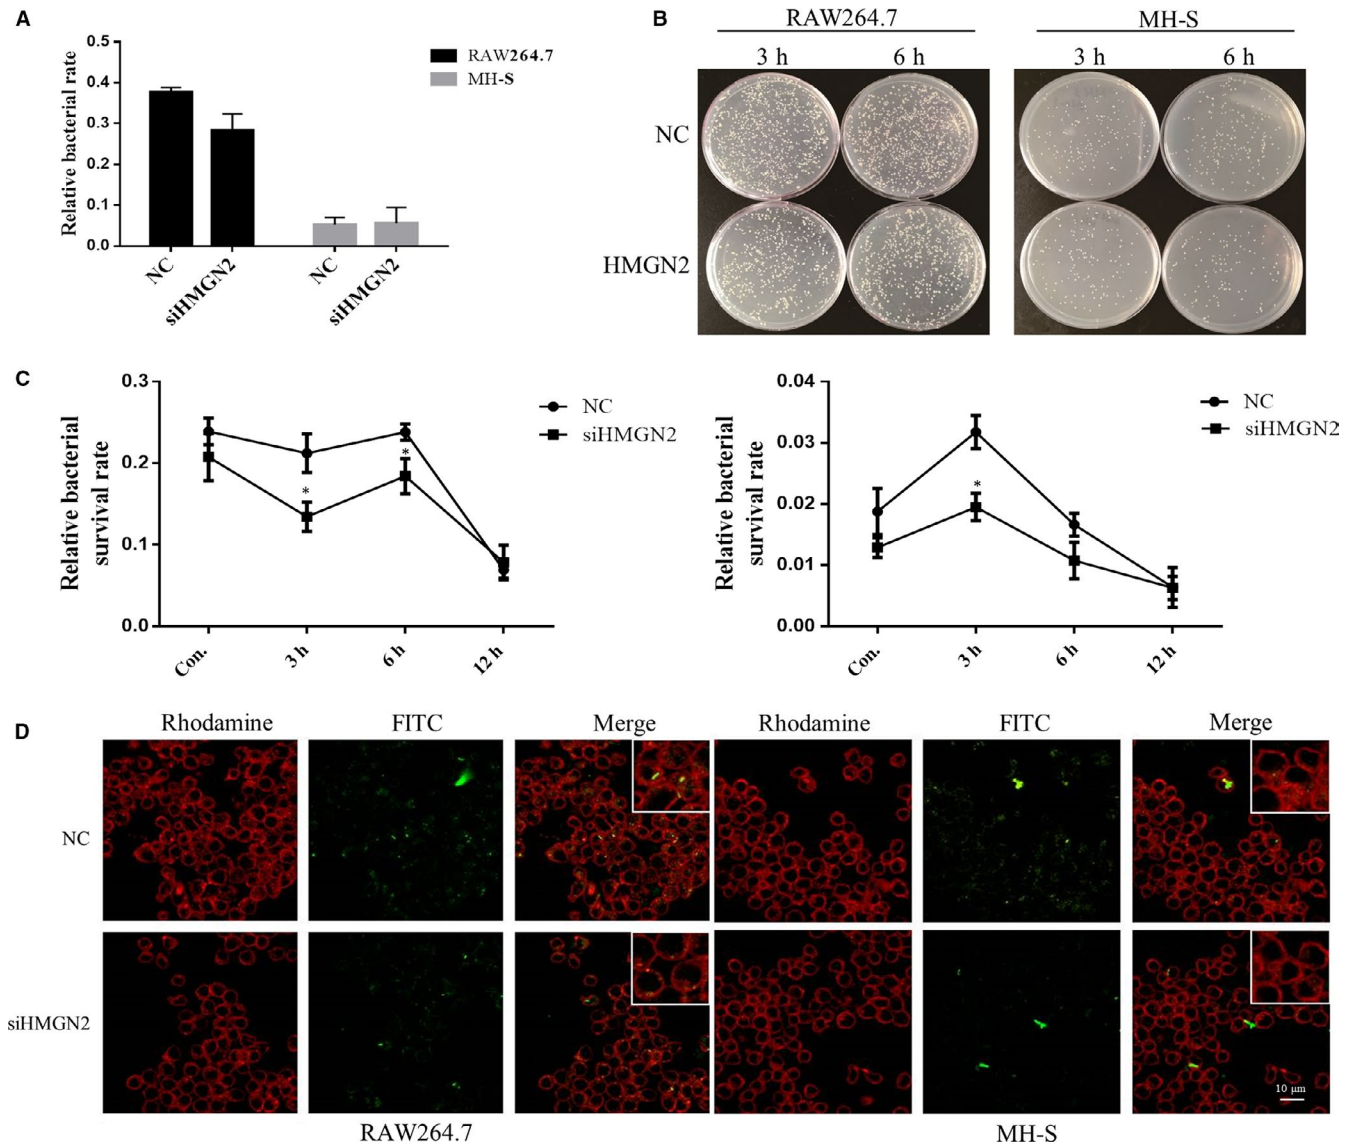 A
Relative bacterial rate
0.5
0.4
0.3
0.2
0.1
0.0
NC
siHMGN2
NC
siHMGN2
RAW264.7
MH-S
B
RAW264.7
MH-S
3 h
6 h
3 h
6 h
NC
HMGN2
C
Relative bacterial
survival rate
0.3
0.2
0.1
0.0
*
*
Con.
3 h
6 h
12 h
NC
siHMGN2
Relative bacterial
survival rate
0.04
0.03
0.02
0.01
0.00
*
Con.
3 h
6 h
12 h
NC
siHMGN2
D
Rhodamine
FITC
Merge
Rhodamine
FITC
Merge
NC
siHMGN2
10 µm
RAW264.7
MH-S